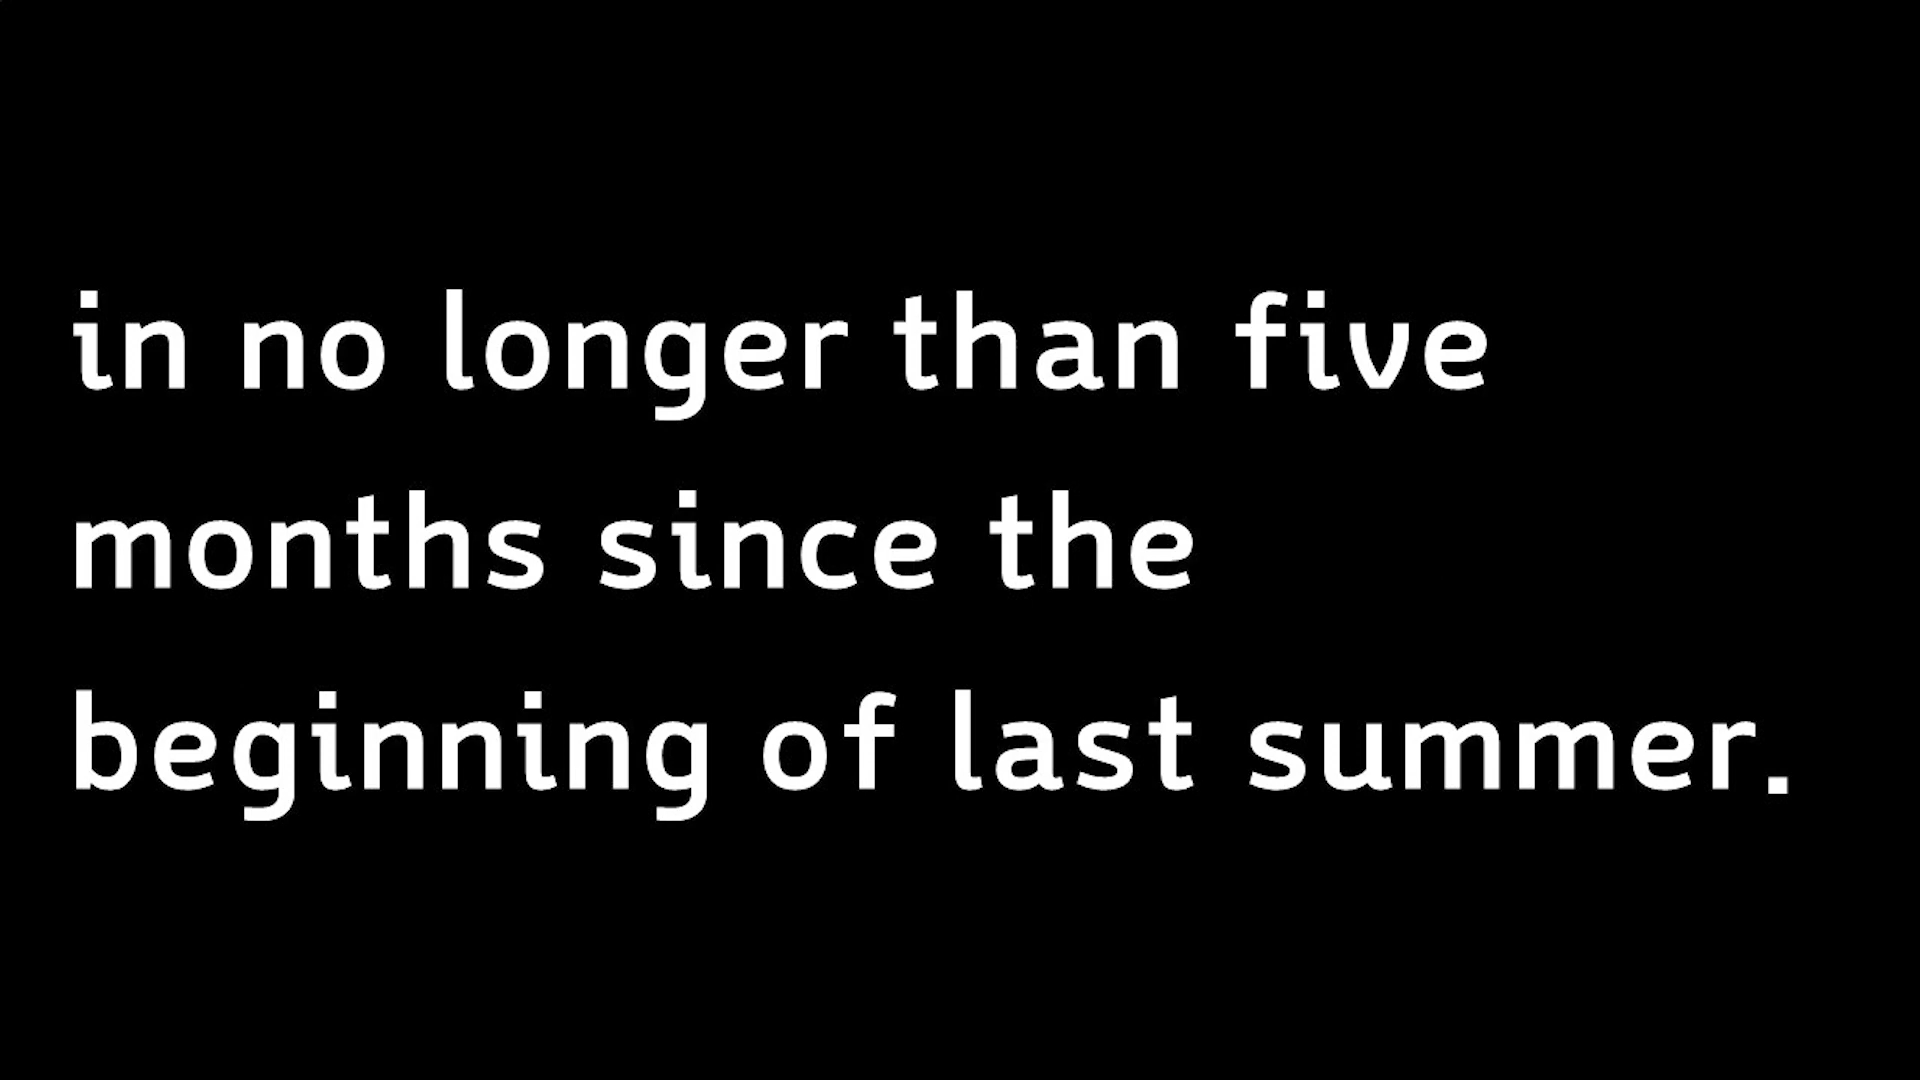 in no longer than five
months since the
beginning of last summer.